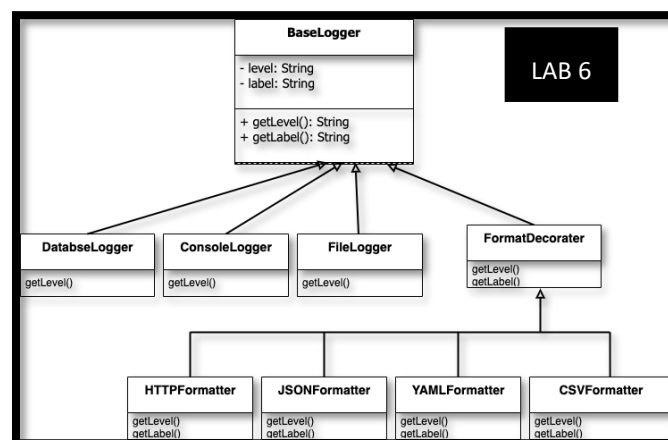 BaseLogger
- level: String
- label: String
+ getLevel(): String
+ getLabel(): String
LAB 6
DatabseLogger
getLevel()
ConsoleLogger
getLevel()
FileLogger
getLevel()
FormatDecorater
getLevel()
getLabel()
HTTPFormatter
getLevel()
getLabel()
JSONFormatter
getLevel()
getLabel()
YAMLFormatter
getLevel()
getLabel()
CSVFormatter
getLevel()
getLabel()